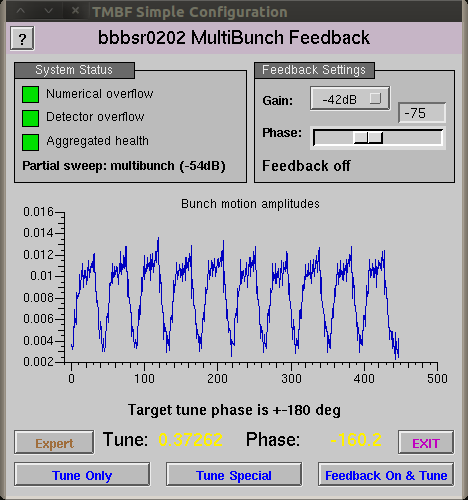 TMBF Simple Configuration
?
bbbsr0202 MultiBunch Feedback
System Status
Numerical overflow
Detector overflow
Aggregated health
Partial sweep: multibunch (-54dB)
Feedback Settings
Gain:
-42dB
-75
Phase:
Feedback off
Bunch motion amplitudes
0.016
0.014
0.012
0.01
0.008
0.006
0.004
0.002
0 100 200 300 400 500
Target tune phase is +-180 deg
Expert Tune: 0.37262 Phase: -160.2 EXIT
Tune Only Tune Special Feedback On & Tune